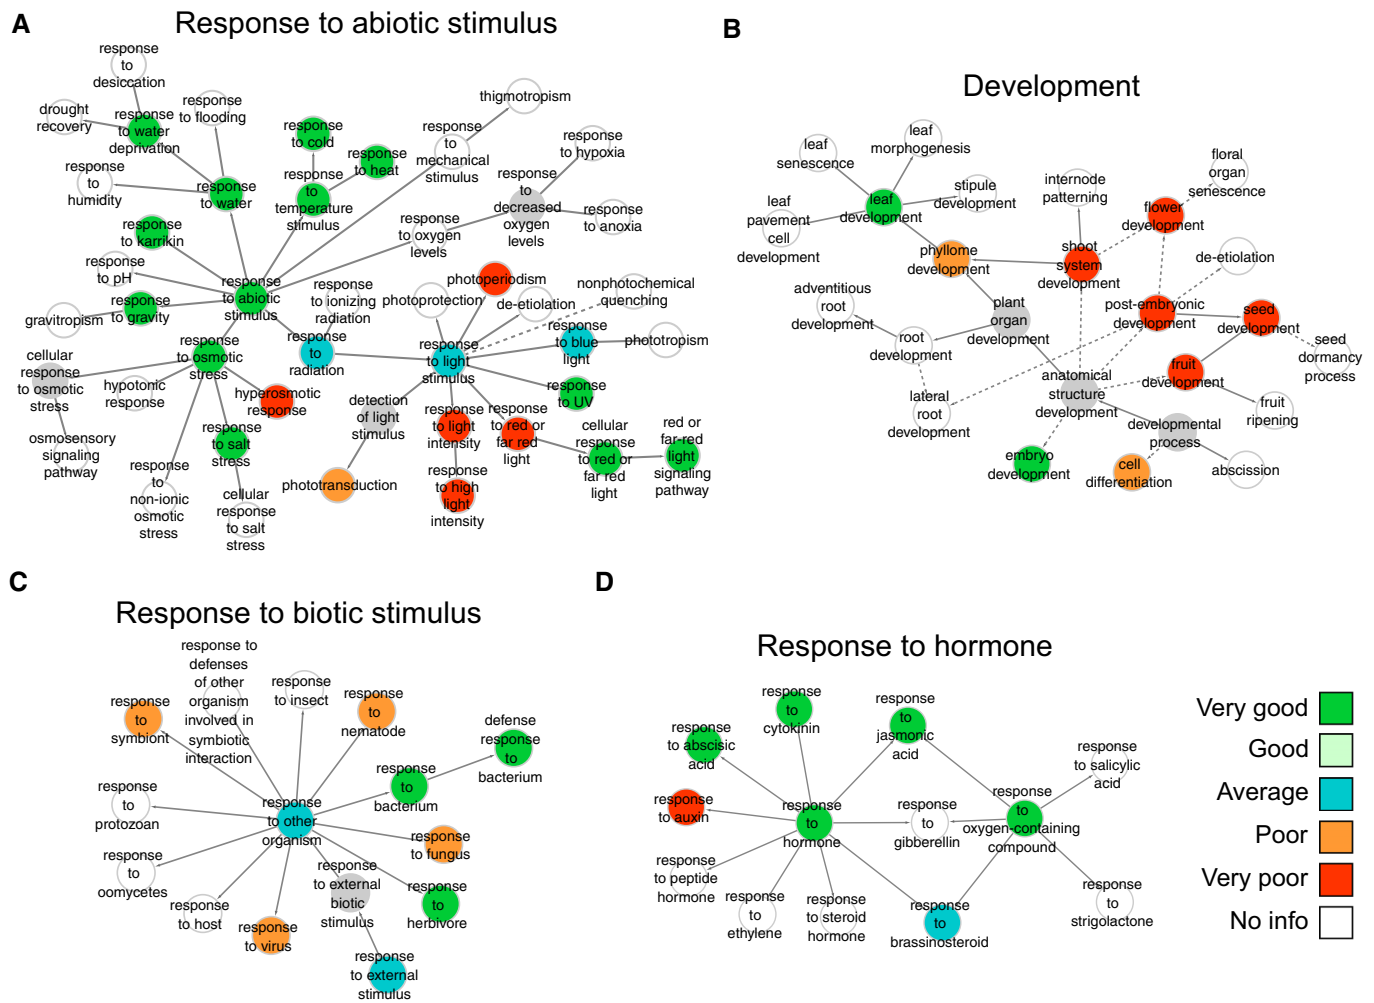 A
Response to abiotic stimulus
response
to
desiccation
drought
recovery
response
to water
deprivation
response
to flooding
response
to
humidity
response
to water
response
to cold
response
to heat
response
to
temperature
stimulus
response
to
mechanical
stimulus
thigmotropism
response
to hypoxia
response
to
decreased
oxygen
levels
response
to anoxia
response
to oxygen
levels
response
to karrikin
response
to pH
response
to gravity
gravitropism
response
to abiotic
stimulus
response
to ionizing
radiation
response
to
radiation
photoprotection
photoperiodism
de-etiolation
nonphotochemical
quenching
response
to blue
light
phototropism
response
to light
stimulus
response
to UV
cellular
response
to osmotic
stress
response
to osmotic
stress
hypotonic
response
hyperosmotic
response
osmosensory
signaling
pathway
response
to salt
stress
response
to
non-ionic
osmotic
stress
cellular
response
to salt
stress
detection
of light
stimulus
phototransduction
response
to light
intensity
response
to high
light
intensity
response
to red or
far red
light
cellular
response
to red or
far red
light
red or
far-red
light
signaling
pathway
B
Development
leaf
senescence
leaf
morphogenesis
leaf
development
stipule
development
leaf
pavement
cell
development
phyllome
development
internode
patterning
shoot
system
development
flower
development
floral
organ
senescence
de-etiolation
adventitious
root
development
plant
organ
development
post-embryonic
development
seed
development
seed
dormancy
process
root
development
fruit
development
fruit
ripening
lateral
root
development
anatomical
structure
development
developmental
process
embryo
development
cell
differentiation
abscission
C
Response to biotic stimulus
response to
defenses
of other
organism
involved in
symbiotic
interaction
response
to
symbiont
response
to insect
response
to
nematode
defense
response
to
bacterium
response
to
bacterium
response
to
protozoan
response
to other
organism
response
to fungus
response
to
oomycetes
response
to host
response
to virus
response
to external
biotic
stimulus
response
to
herbivore
response
to external
stimulus
D
Response to hormone
response
to
cytokinin
response
to abscisic
acid
response
to
jasmonic
acid
response
to salicylic
acid
response
to auxin
response
to
hormone
response
to
gibberellin
response
to
oxygen-containing
compound
response
to peptide
hormone
response
to
ethylene
response
to steroid
hormone
response
to
brassinosteroid
response
to
strigolactone
Very good
Good
Average
Poor
Very poor
No info